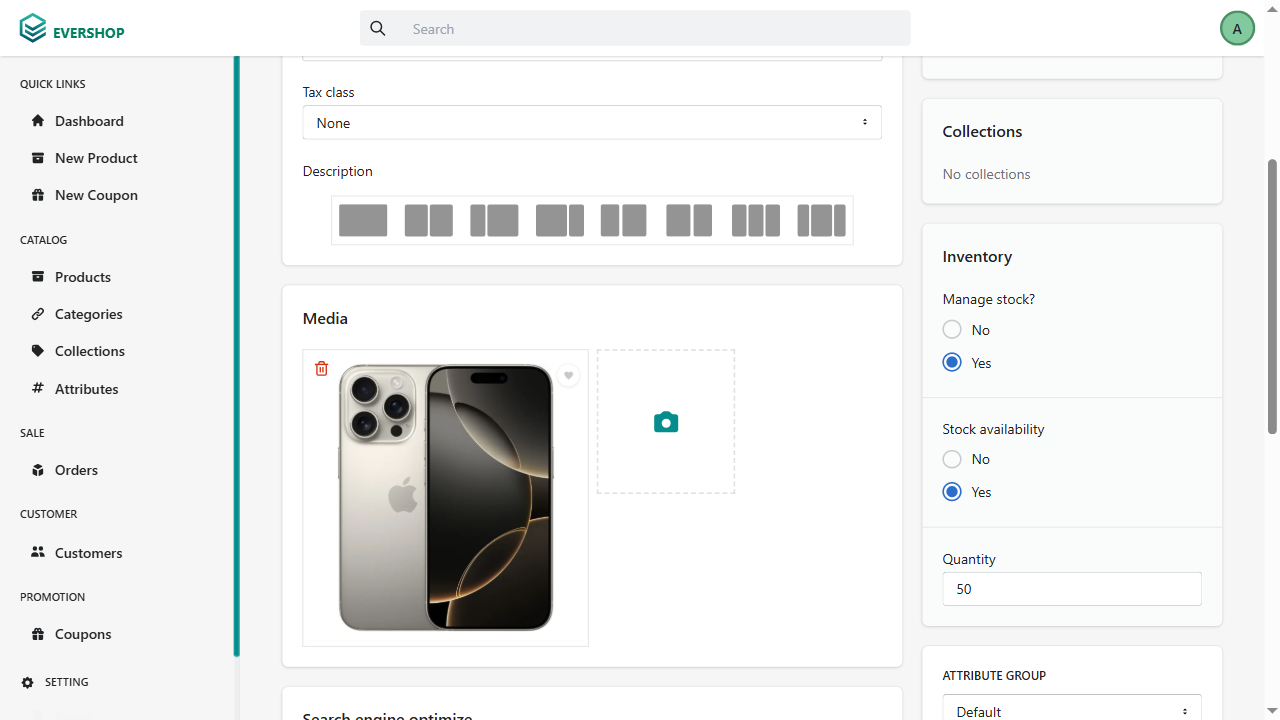 EVERSHOP
Search
A
QUICK LINKS
Dashboard
New Product
New Coupon
CATALOG
Products
Categories
Collections
Attributes
SALE
Orders
CUSTOMER
Customers
PROMOTION
Coupons
SETTING
Tax class
None
Description
Media
Search engine optimize
Collections
No collections
Inventory
Manage stock?
No
Yes
Stock availability
No
Yes
Quantity
50
ATTRIBUTE GROUP
Default